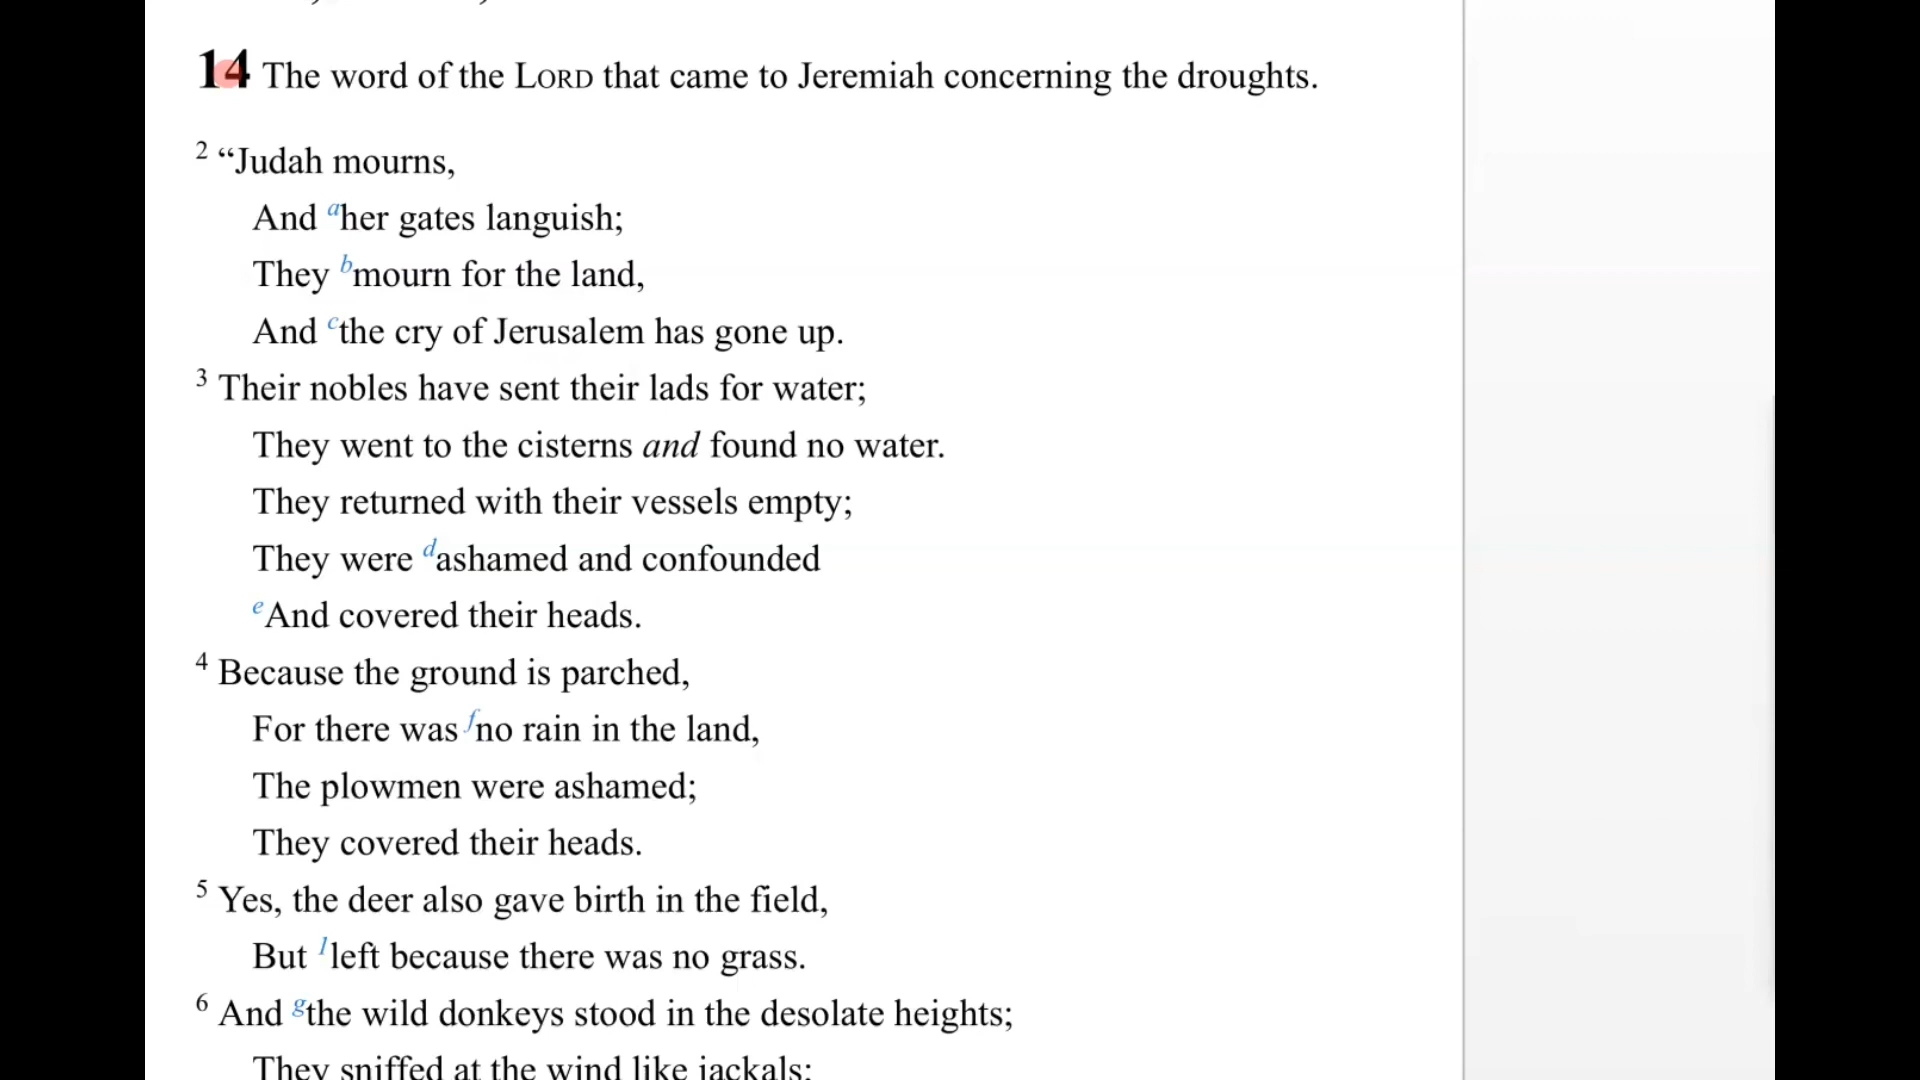 14 The word of the LORD that came to Jeremiah concerning the droughts.
2 “Judah mourns,
And aher gates languish;
They bmourn for the land,
And cthe cry of Jerusalem has gone up.
3 Their nobles have sent their lads for water;
They went to the cisterns and found no water.
They returned with their vessels empty;
They were dashamed and confounded
eAnd covered their heads.
4 Because the ground is parched,
For there was fno rain in the land,
The plowmen were ashamed;
They covered their heads.
5 Yes, the deer also gave birth in the field,
But 1left because there was no grass.
6 And gthe wild donkeys stood in the desolate heights;
They sniffed at the wind like jackals;